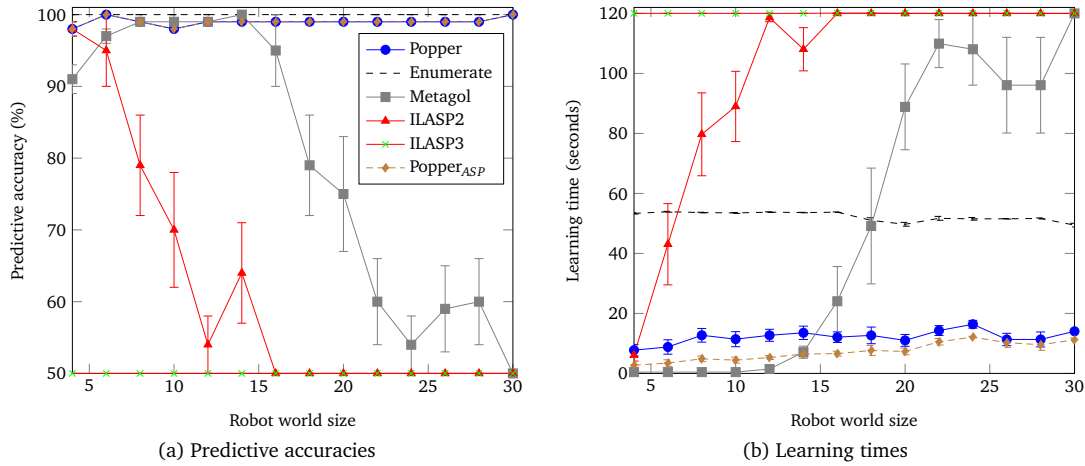 100
90
80
70
60
50
5
10
15
20
25
30
Predictive accuracy (%)
Robot world size
Popper
Enumerate
Metagol
ILASP2
ILASP3
Popper_ASP
(a) Predictive accuracies
120
100
80
60
40
20
0
5
10
15
20
25
30
Learning time (seconds)
Robot world size
(b) Learning times